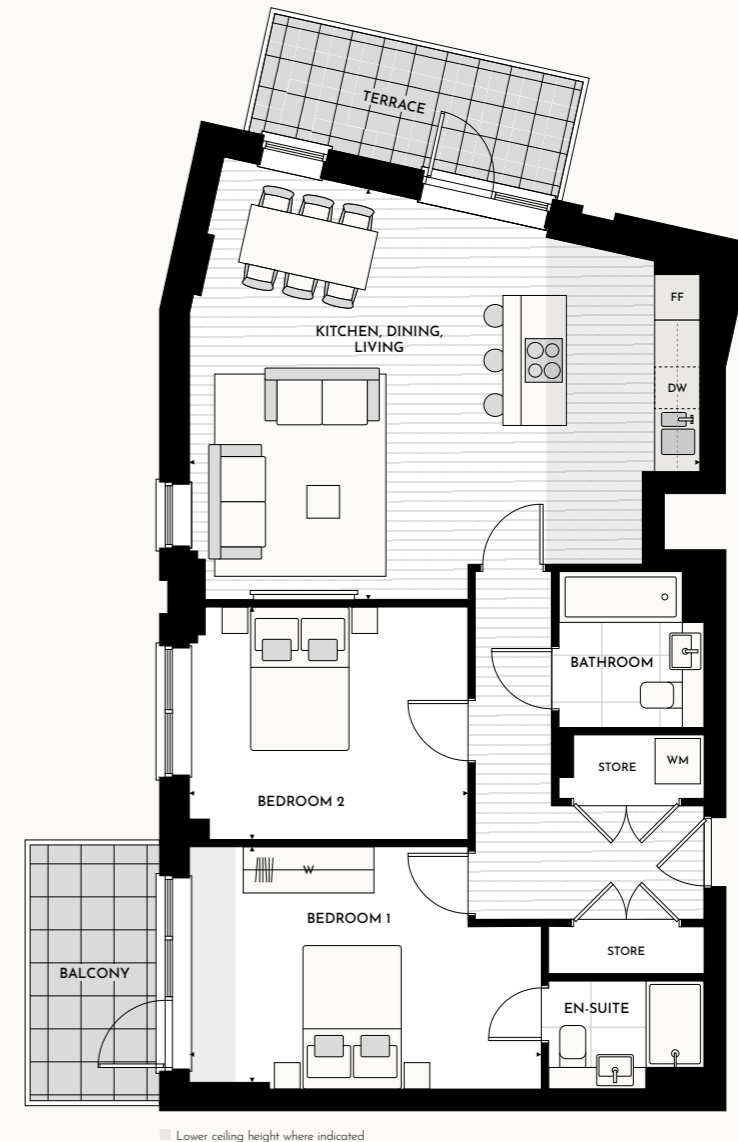 TERRACE
FF
KITCHEN, DINING,
LIVING
DW
BATHROOM
STORE
WM
BEDROOM 2
W
BEDROOM 1
STORE
BALCONY
EN-SUITE
Lower ceiling height where indicated